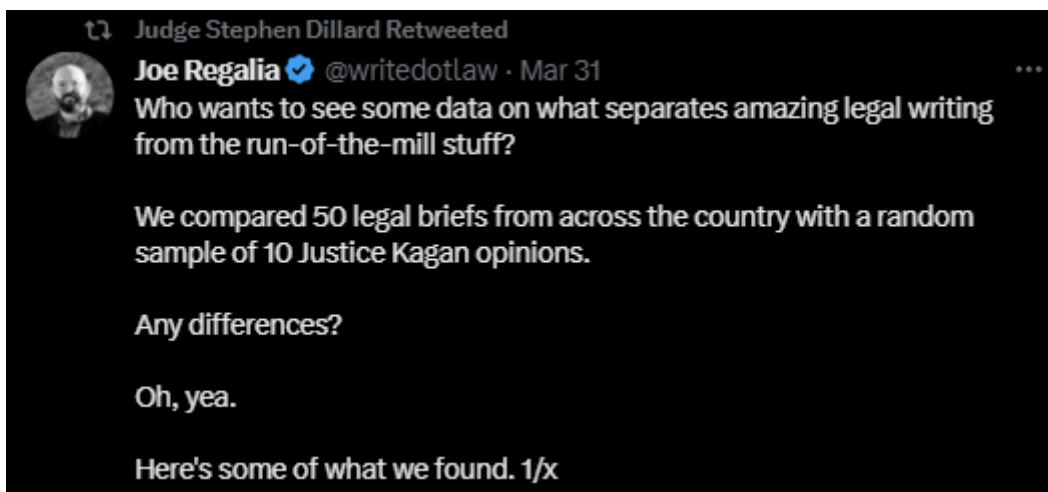 Judge Stephen Dillard Retweeted
Joe Regalia @writedotlaw · Mar 31
Who wants to see some data on what separates amazing legal writing
from the run-of-the-mill stuff?
We compared 50 legal briefs from across the country with a random
sample of 10 Justice Kagan opinions.
Any differences?
Oh, yea.
Here's some of what we found. 1/x